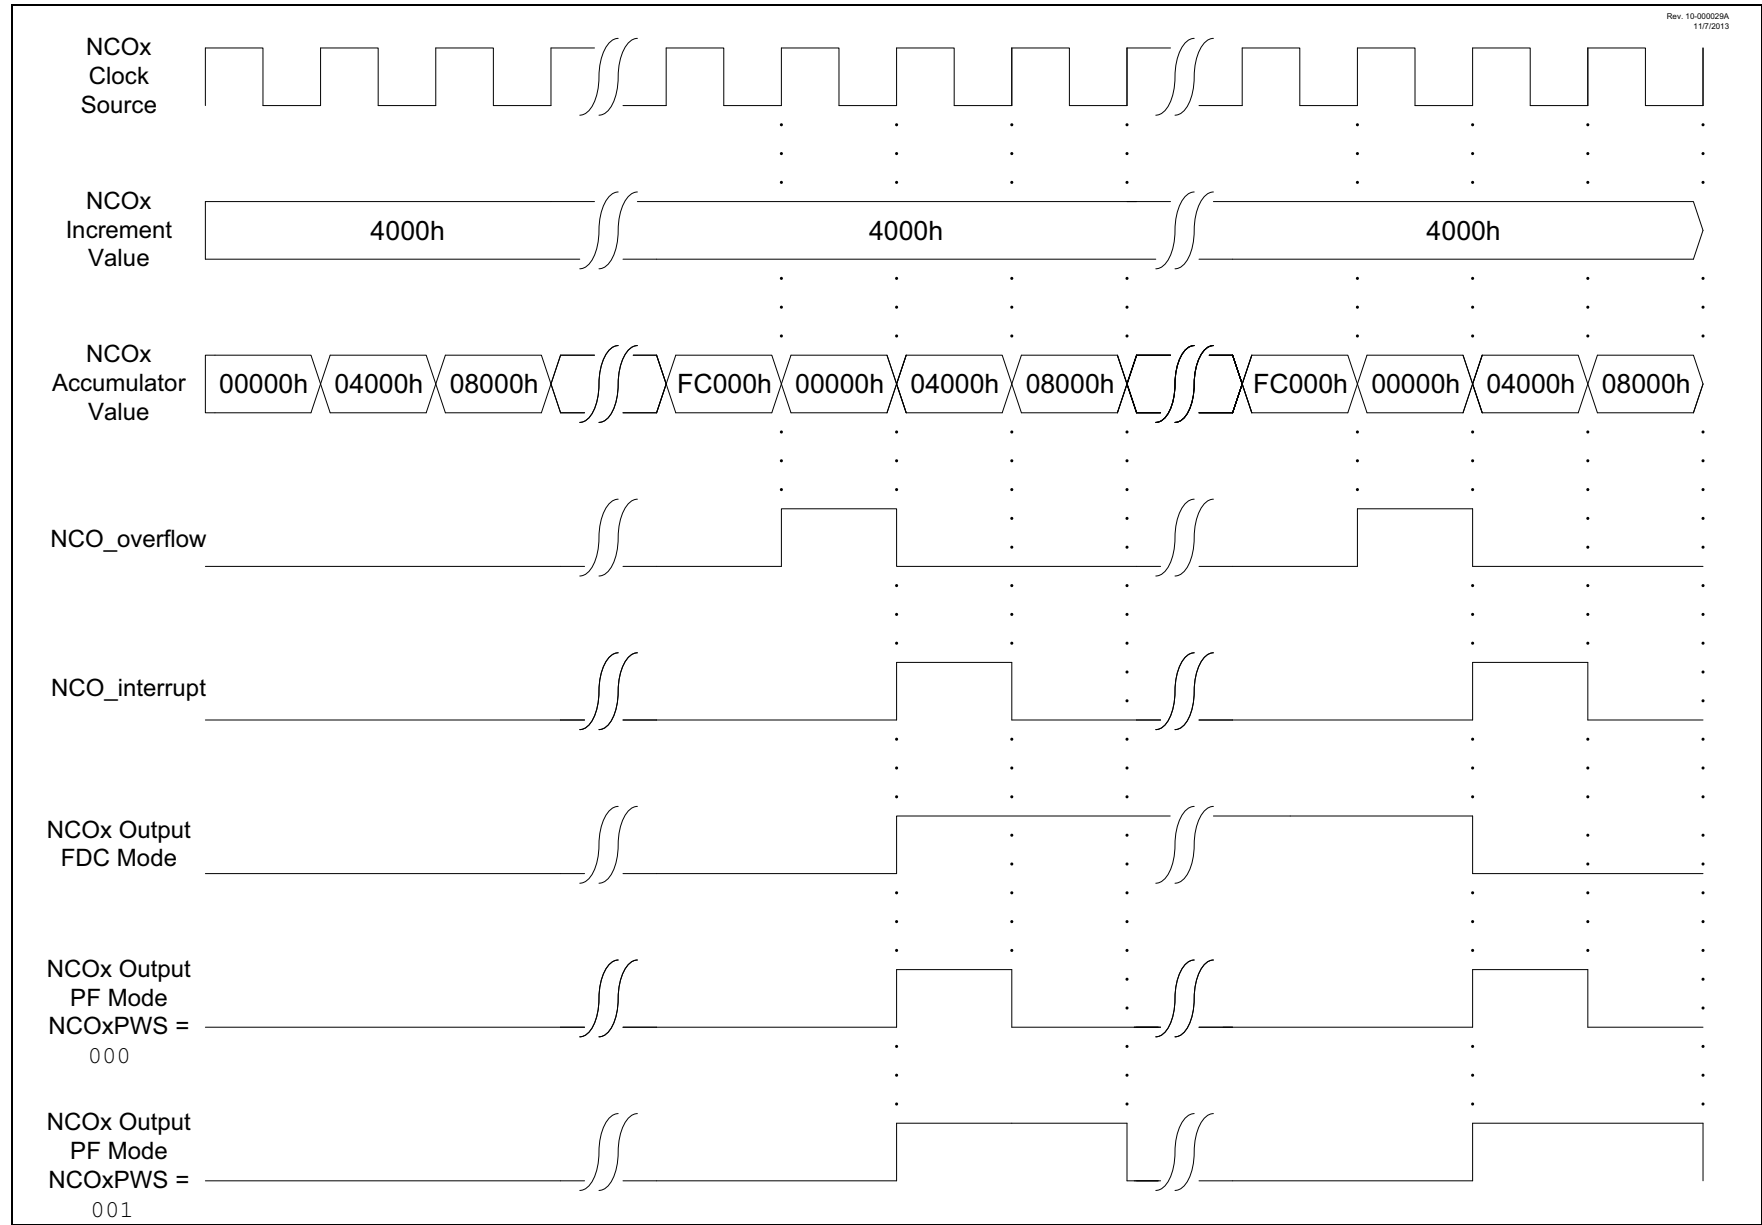 Rev. 10-000029A
11/7/2013
NCOx
Clock
Source
NCOx
Increment
Value
4000h
4000h
4000h
NCOx
Accumulator
Value
00000h 04000h 08000h FC000h 00000h 04000h 08000h FC000h 00000h 04000h 08000h
NCO_overflow
NCO_interrupt
NCOx Output
FDC Mode
NCOx Output
PF Mode
NCOxPWS =
000
NCOx Output
PF Mode
NCOxPWS =
001